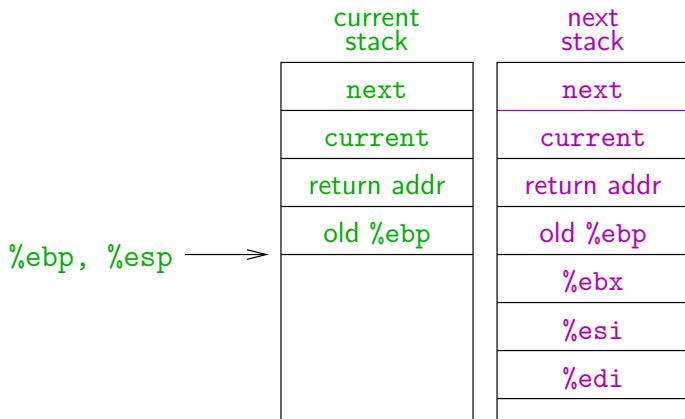 current
stack
next
stack
next
next
current
current
return addr
return addr
old %ebp
old %ebp
%ebp, %esp
%ebx
%esi
%edi